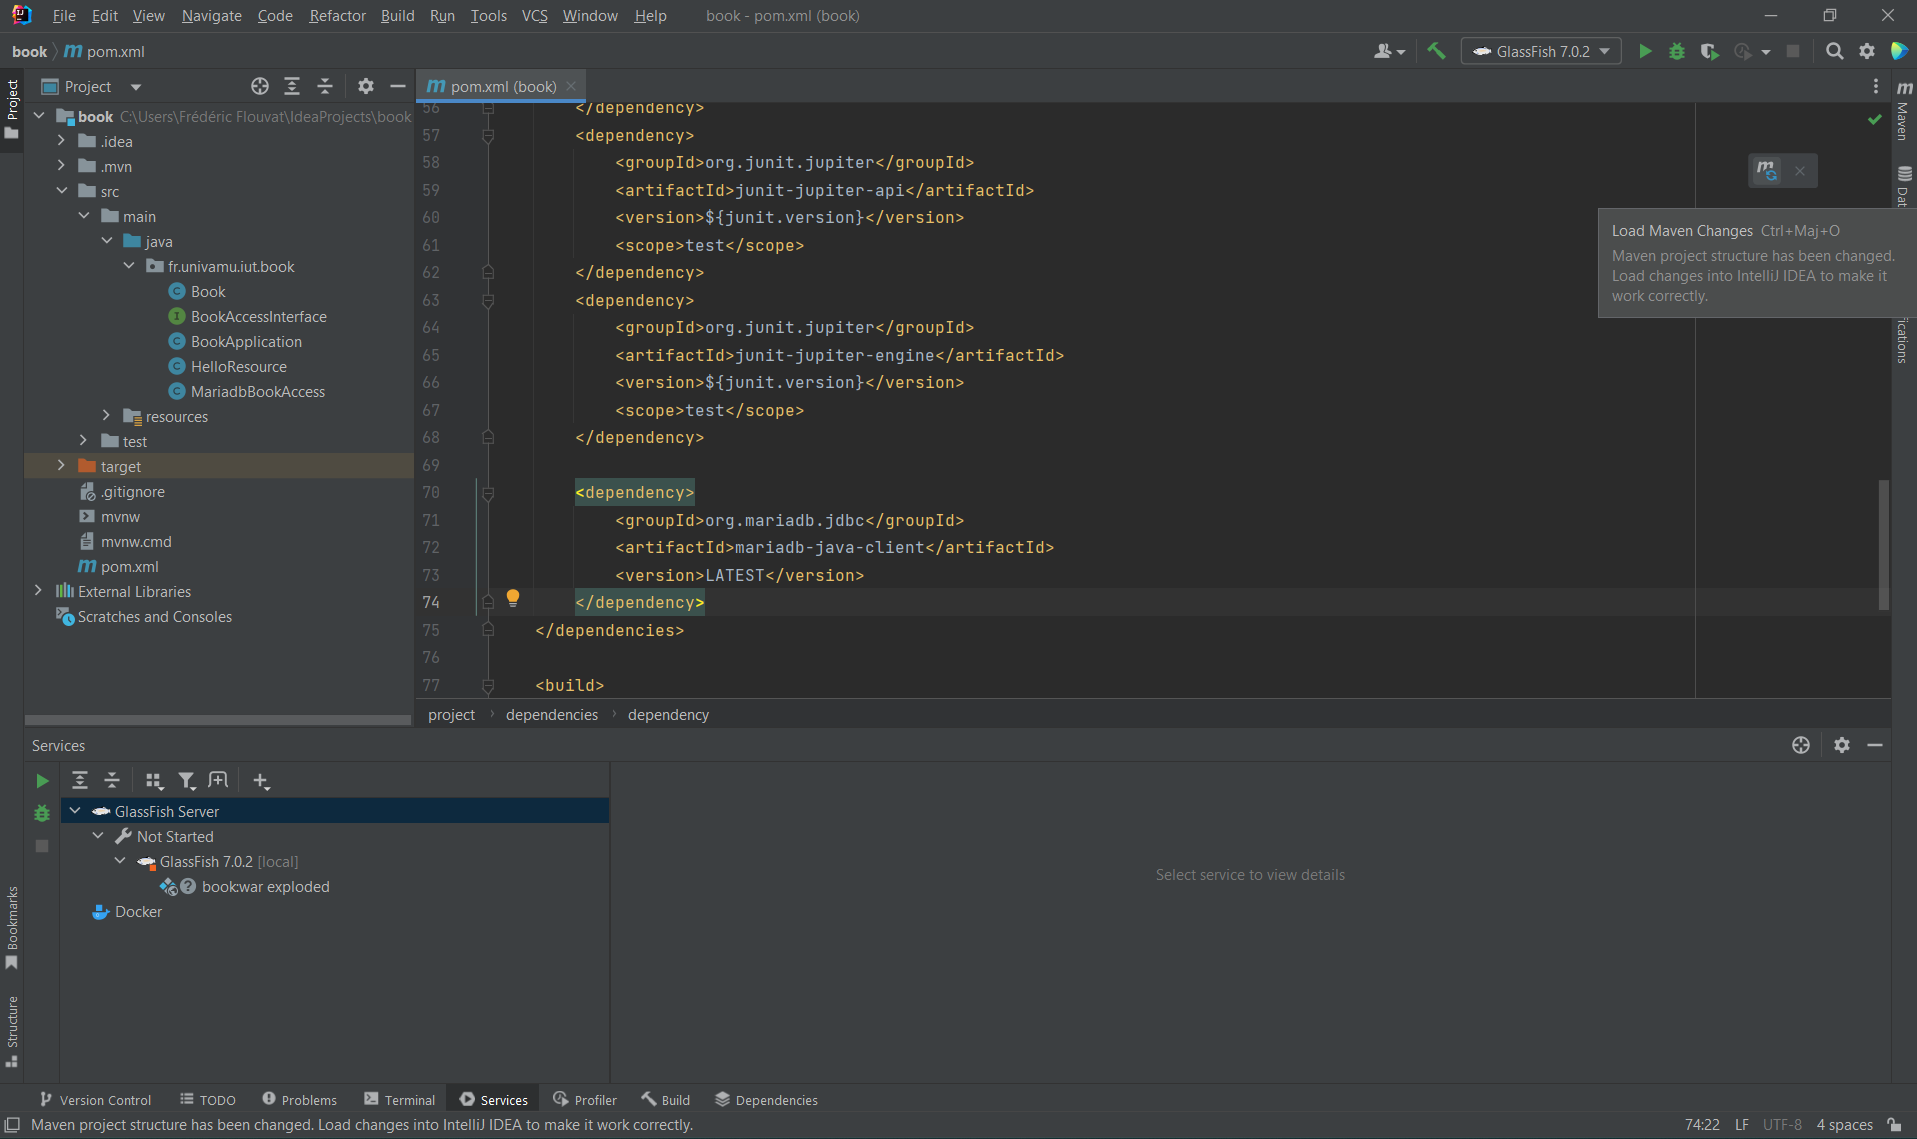 File Edit View Navigate Code Refactor Build Run Tools VCS Window Help book - pom.xml (book)
book pom.xml
GlassFish 7.0.2
Project
Project
pom.xml (book)
Maven
book C:\Users\Frédéric Flouvat\IdeaProjects\book
.idea
.mvn
src
main
java
fr.univamu.iut.book
Book
BookAccessInterface
BookApplication
HelloResource
MariadbBookAccess
resources
test
target
.gitignore
mvnw
mvnw.cmd
pom.xml
External Libraries
Scratches and Consoles
56 </dependency>
57 <dependency>
58 <groupId>org.junit.jupiter</groupId>
59 <artifactId>junit-jupiter-api</artifactId>
60 <version>${junit.version}</version>
61 <scope>test</scope>
62 </dependency>
63 <dependency>
64 <groupId>org.junit.jupiter</groupId>
65 <artifactId>junit-jupiter-engine</artifactId>
66 <version>${junit.version}</version>
67 <scope>test</scope>
68 </dependency>
69
70 <dependency>
71 <groupId>org.mariadb.jdbc</groupId>
72 <artifactId>mariadb-java-client</artifactId>
73 <version>LATEST</version>
74 </dependency>
75 </dependencies>
76
77 <build>
Load Maven Changes Ctrl+Maj+O
Maven project structure has been changed.
Load changes into IntelliJ IDEA to make it
work correctly.
project dependencies dependency
Services
GlassFish Server
Not Started
GlassFish 7.0.2 [local]
book:war exploded
Docker
Select service to view details
Bookmarks
Structure
Version Control TODO Problems Terminal Services Profiler Build Dependencies
Maven project structure has been changed. Load changes into IntelliJ IDEA to make it work correctly.
74:22 LF UTF-8 4 spaces